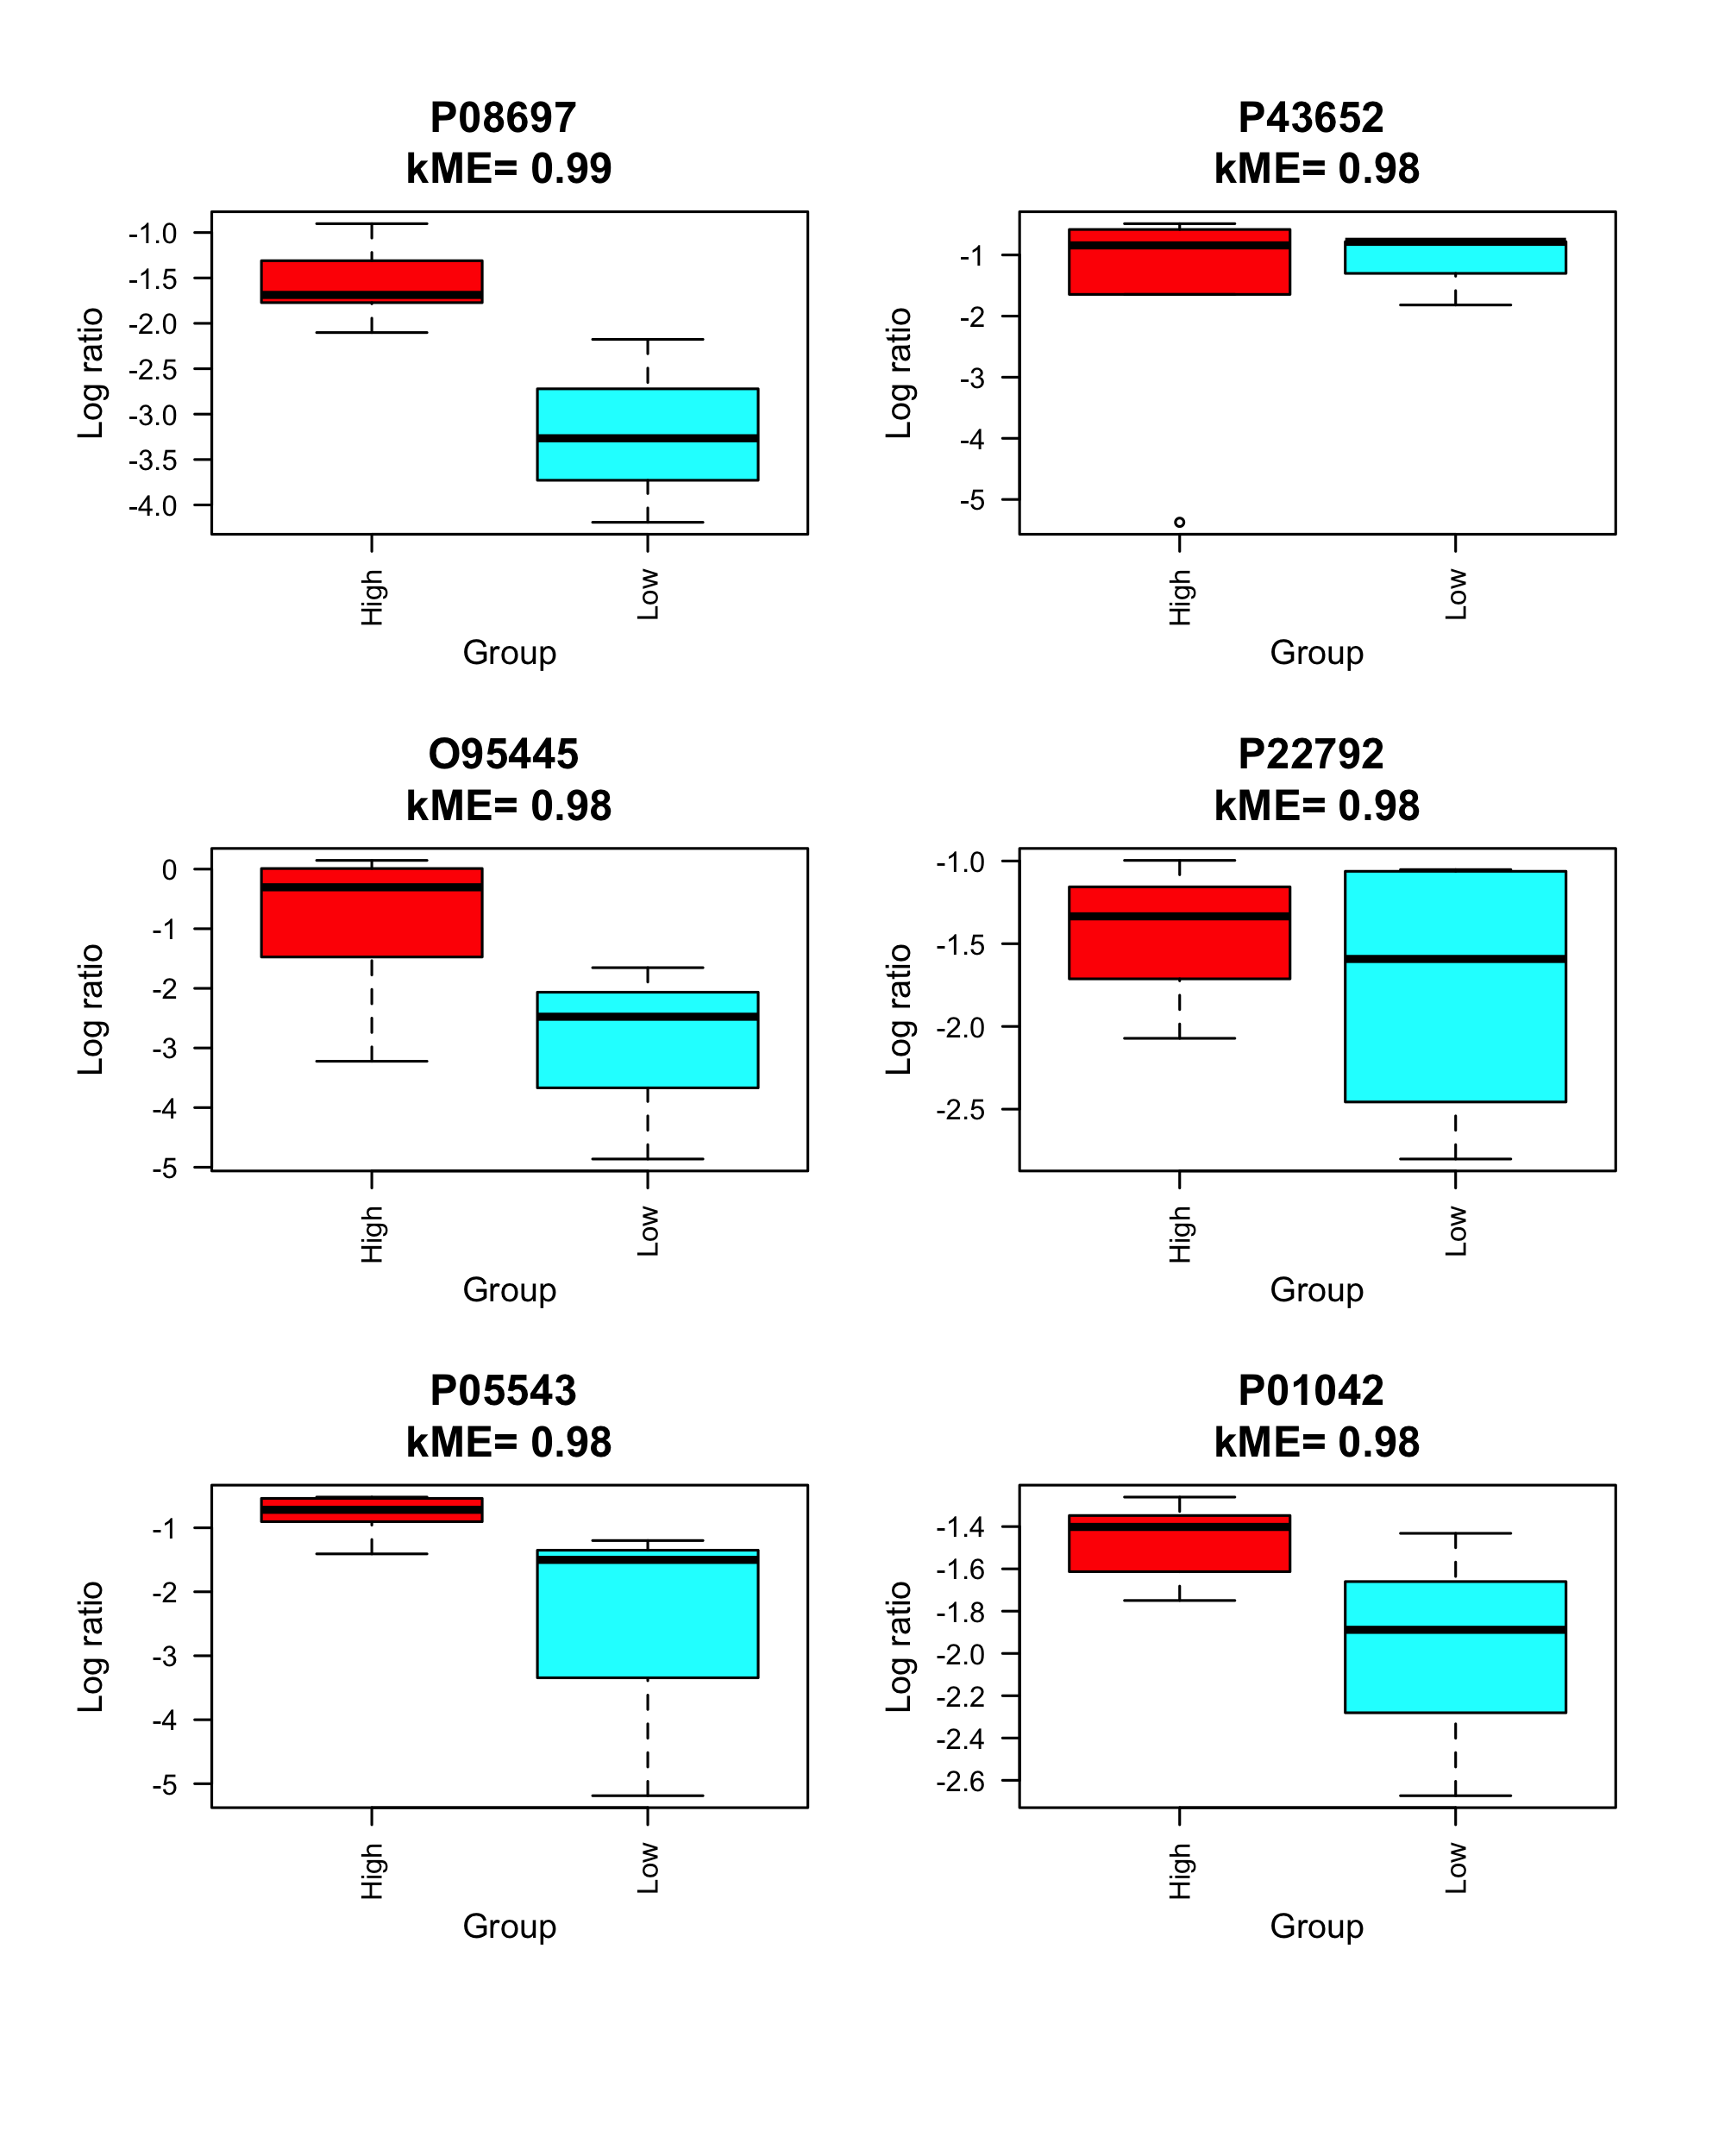 P08697
kME= 0.99
Log ratio
-1.0
-1.5
-2.0
-2.5
-3.0
-3.5
-4.0
High
Low
Group
P43652
kME= 0.98
Log ratio
-1
-2
-3
-4
-5
High
Low
Group
O95445
kME= 0.98
Log ratio
0
-1
-2
-3
-4
-5
High
Low
Group
P22792
kME= 0.98
Log ratio
-1.0
-1.5
-2.0
-2.5
High
Low
Group
P05543
kME= 0.98
Log ratio
-1
-2
-3
-4
-5
High
Low
Group
P01042
kME= 0.98
Log ratio
-1.4
-1.6
-1.8
-2.0
-2.2
-2.4
-2.6
High
Low
Group